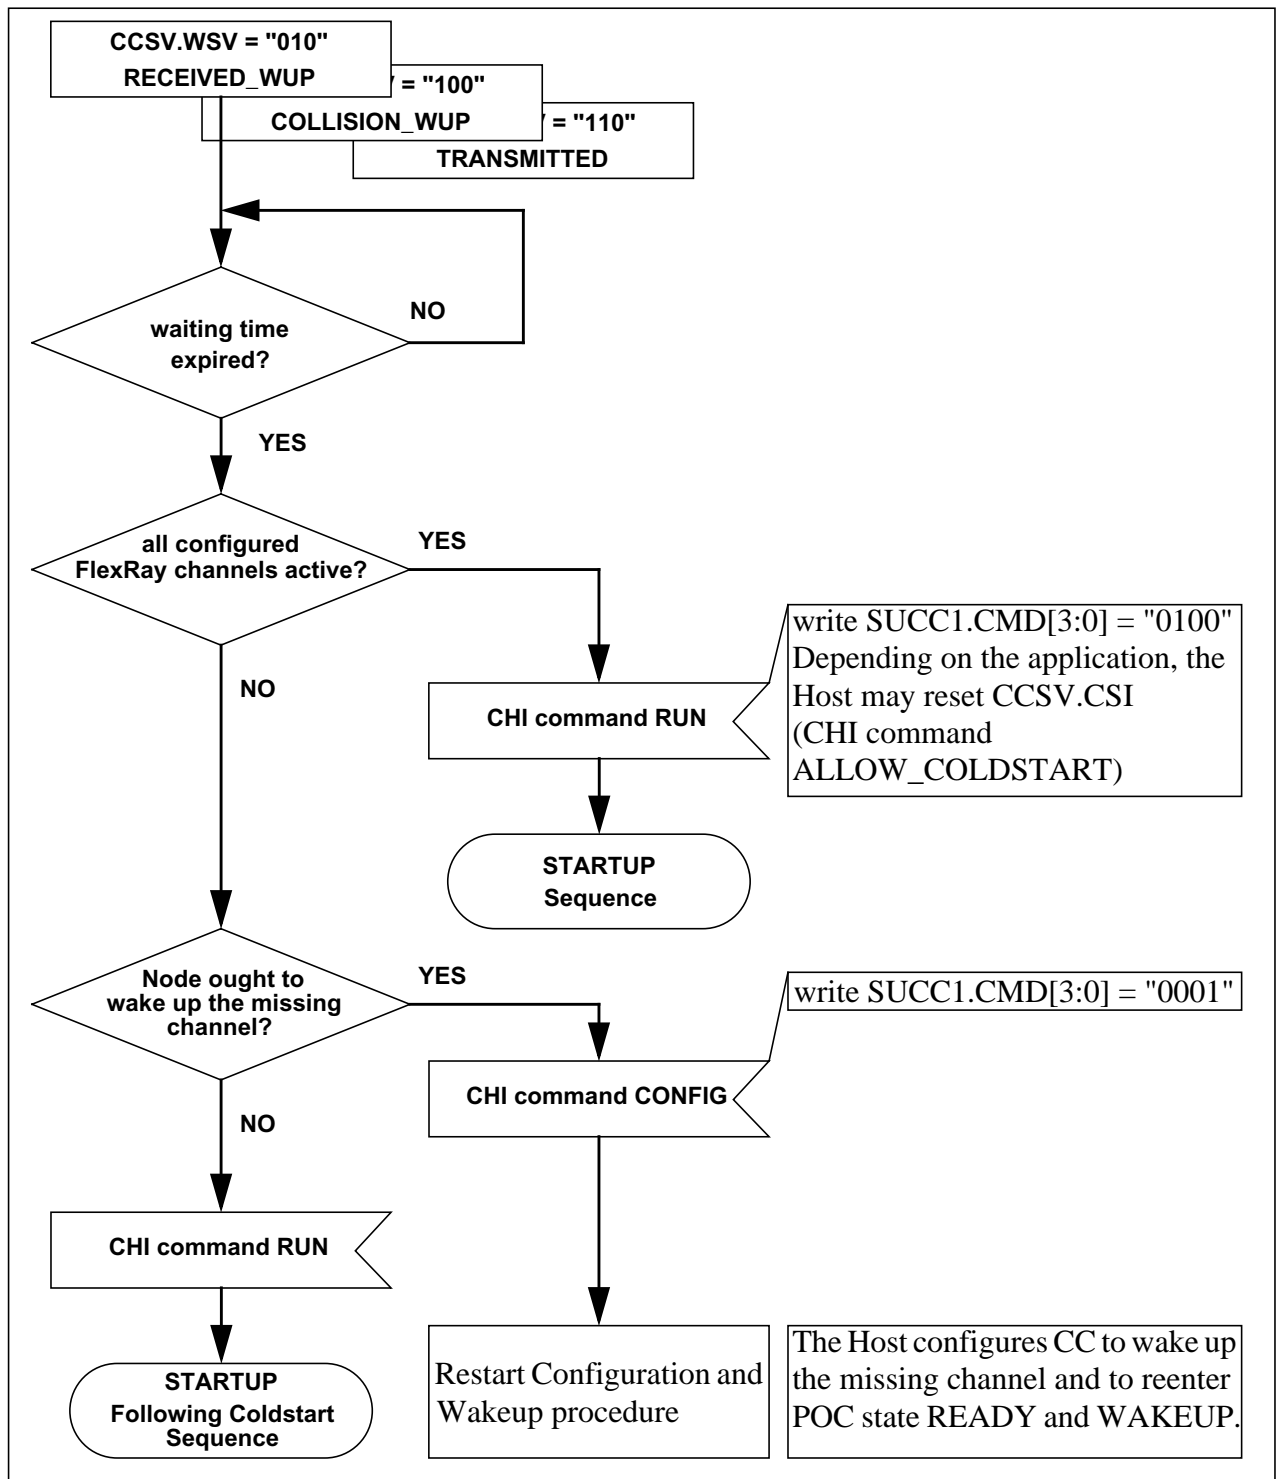 CCSV.WSV = "010"
RECEIVED_WUP
= "100"
COLLISION_WUP
= "110"
TRANSMITTED
NO
waiting time
expired?
YES
all configured
FlexRay channels active?
YES
write SUCC1.CMD[3:0] = "0100"
Depending on the application, the
Host may reset CCSV.CSI
(CHI command
ALLOW_COLDSTART)
NO
CHI command RUN
STARTUP
Sequence
Node ought to
wake up the missing
channel?
YES
write SUCC1.CMD[3:0] = "0001"
CHI command CONFIG
NO
CHI command RUN
STARTUP
Following Coldstart
Sequence
Restart Configuration and
Wakeup procedure
The Host configures CC to wake up
the missing channel and to reenter
POC state READY and WAKEUP.